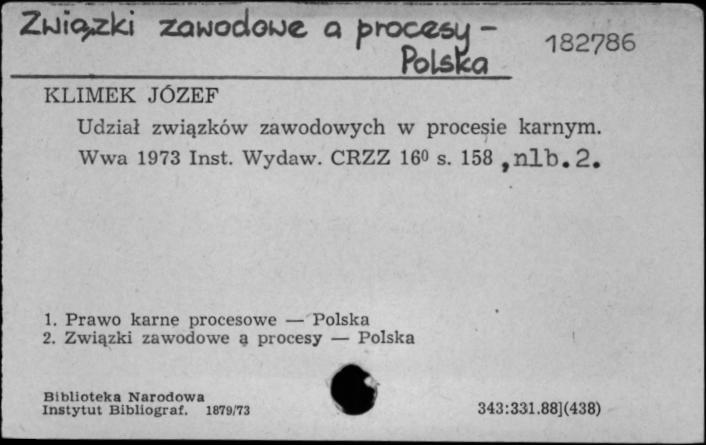 Związki zawodowe a procesy -
Polska
182786
KLIMEK JÓZEF
Udział związków zawodowych w procesie karnym.
Wwa 1973 Inst. Wydaw. CRZZ 16⁰ s. 158 , nlb. 2.
1. Prawo karne procesowe — Polska
2. Związki zawodowe a procesy — Polska
Biblioteka Narodowa
Instytut Bibliograf. 1879/73
343:331.88](438)